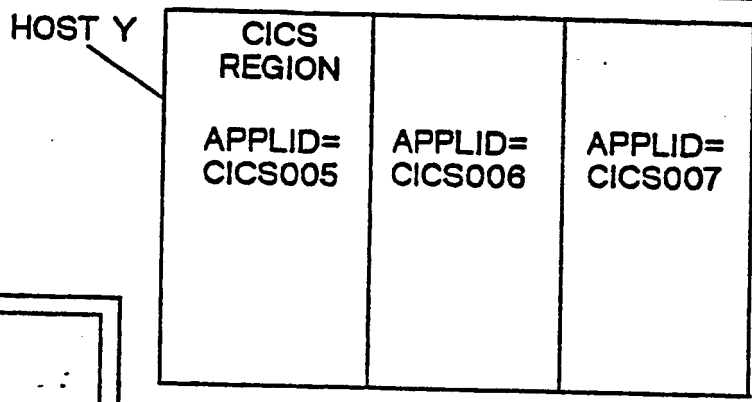 HOST Y
CICS
REGION
APPLID=
CICS005
APPLID=
CICS006
APPLID=
CICS007